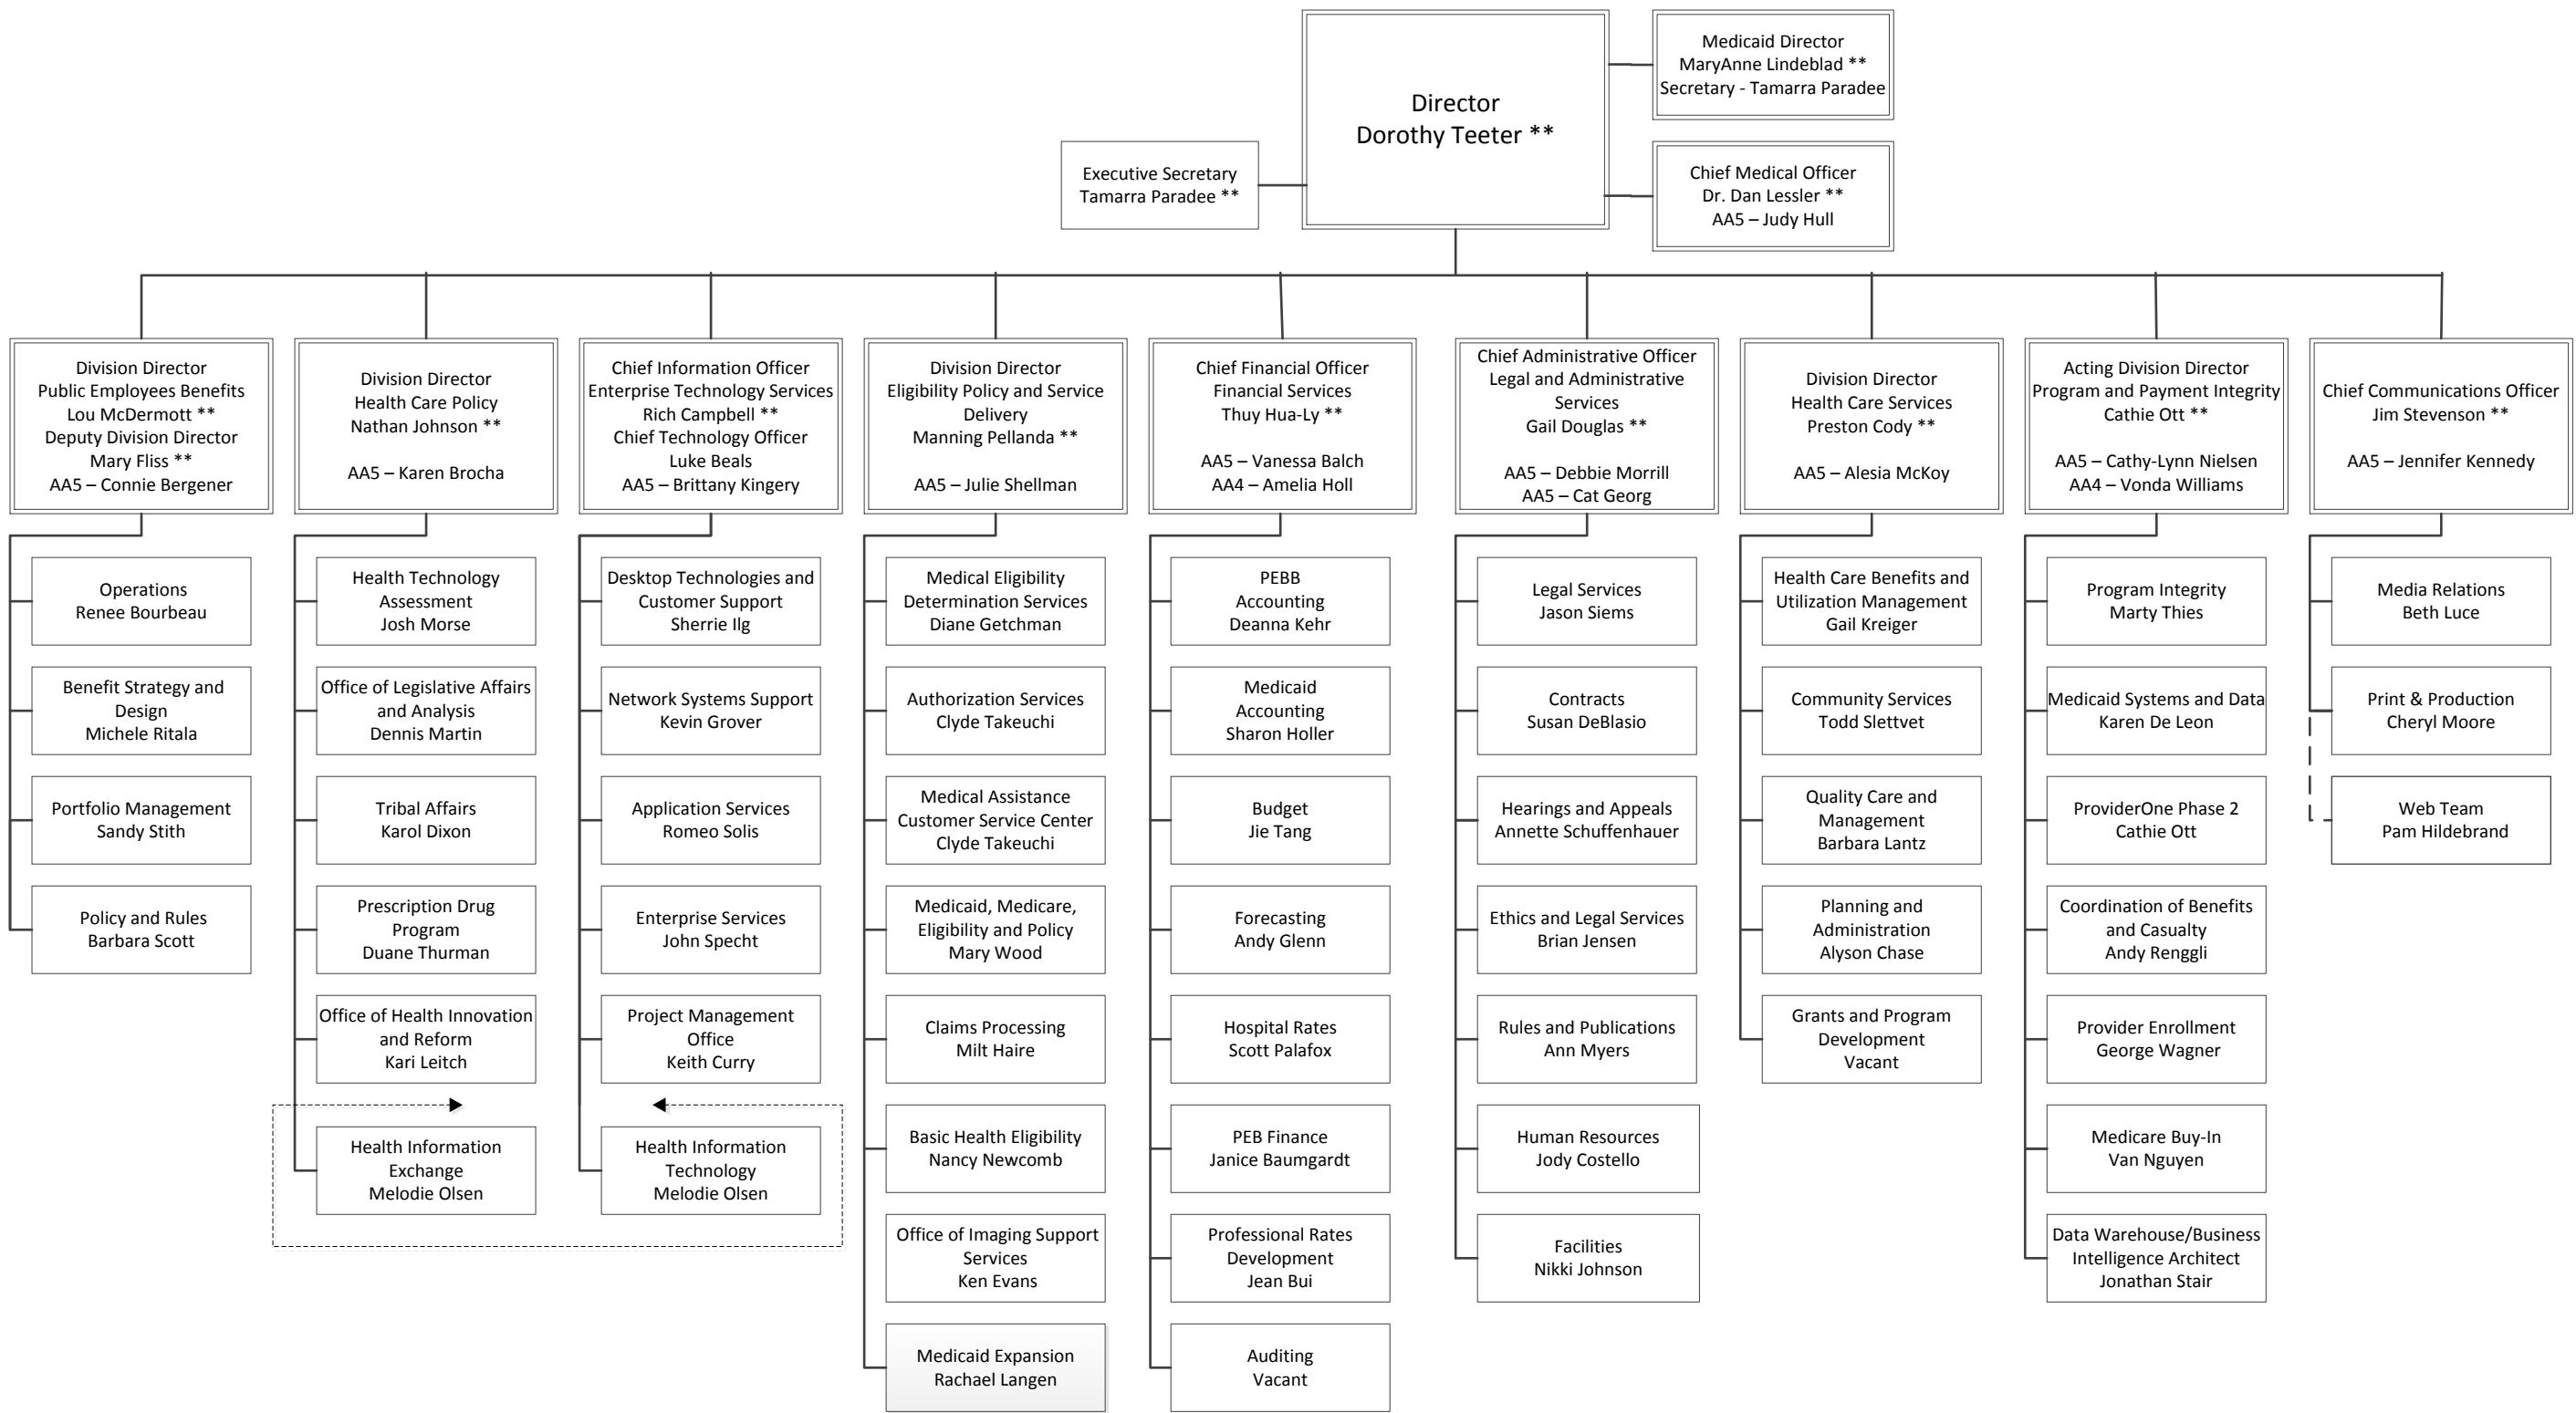 Director
Dorothy Teeter **
Medicaid Director
MaryAnne Lindeblad **
Secretary - Tamarra Paradee
Executive Secretary
Tamarra Paradee **
Chief Medical Officer
Dr. Dan Lessler **
AA5 – Judy Hull
Division Director
Public Employees Benefits
Lou McDermott **
Deputy Division Director
Mary Fliss **
AA5 – Connie Bergener
Operations
Renee Bourbeau
Benefit Strategy and
Design
Michele Ritala
Portfolio Management
Sandy Stith
Policy and Rules
Barbara Scott
Division Director
Health Care Policy
Nathan Johnson **
AA5 – Karen Brocha
Health Technology
Assessment
Josh Morse
Office of Legislative Affairs
and Analysis
Dennis Martin
Tribal Affairs
Karol Dixon
Prescription Drug
Program
Duane Thurman
Office of Health Innovation
and Reform
Kari Leitch
Health Information
Exchange
Melodie Olsen
Chief Information Officer
Enterprise Technology Services
Rich Campbell **
Chief Technology Officer
Luke Beals
AA5 – Brittany Kingery
Desktop Technologies and
Customer Support
Sherrie Ilg
Network Systems Support
Kevin Grover
Application Services
Romeo Solis
Enterprise Services
John Specht
Project Management
Office
Keith Curry
Health Information
Technology
Melodie Olsen
Division Director
Eligibility Policy and Service
Delivery
Manning Pellanda **
AA5 – Julie Shellman
Medical Eligibility
Determination Services
Diane Getchman
Authorization Services
Clyde Takeuchi
Medical Assistance
Customer Service Center
Clyde Takeuchi
Medicaid, Medicare,
Eligibility and Policy
Mary Wood
Claims Processing
Milt Haire
Basic Health Eligibility
Nancy Newcomb
Office of Imaging Support
Services
Ken Evans
Medicaid Expansion
Rachael Langen
Chief Financial Officer
Financial Services
Thuy Hua-Ly **
AA5 – Vanessa Balch
AA4 – Amelia Holl
PEBB
Accounting
Deanna Kehr
Medicaid
Accounting
Sharon Holler
Budget
Jie Tang
Forecasting
Andy Glenn
Hospital Rates
Scott Palafox
PEB Finance
Janice Baumgardt
Professional Rates
Development
Jean Bui
Auditing
Vacant
Chief Administrative Officer
Legal and Administrative
Services
Gail Douglas **
AA5 – Debbie Morrill
AA5 – Cat Georg
Legal Services
Jason Siems
Contracts
Susan DeBlasio
Hearings and Appeals
Annette Schuffenhauer
Ethics and Legal Services
Brian Jensen
Rules and Publications
Ann Myers
Human Resources
Jody Costello
Facilities
Nikki Johnson
Division Director
Health Care Services
Preston Cody **
AA5 – Alesia McKoy
Health Care Benefits and
Utilization Management
Gail Kreiger
Community Services
Todd Slettvet
Quality Care and
Management
Barbara Lantz
Planning and
Administration
Alyson Chase
Grants and Program
Development
Vacant
Acting Division Director
Program and Payment Integrity
Cathie Ott **
AA5 – Cathy-Lynn Nielsen
AA4 – Vonda Williams
Program Integrity
Marty Thies
Medicaid Systems and Data
Karen De Leon
ProviderOne Phase 2
Cathie Ott
Coordination of Benefits
and Casualty
Andy Renggli
Provider Enrollment
George Wagner
Medicare Buy-In
Van Nguyen
Data Warehouse/Business
Intelligence Architect
Jonathan Stair
Chief Communications Officer
Jim Stevenson **
AA5 – Jennifer Kennedy
Media Relations
Beth Luce
Print & Production
Cheryl Moore
Web Team
Pam Hildebrand